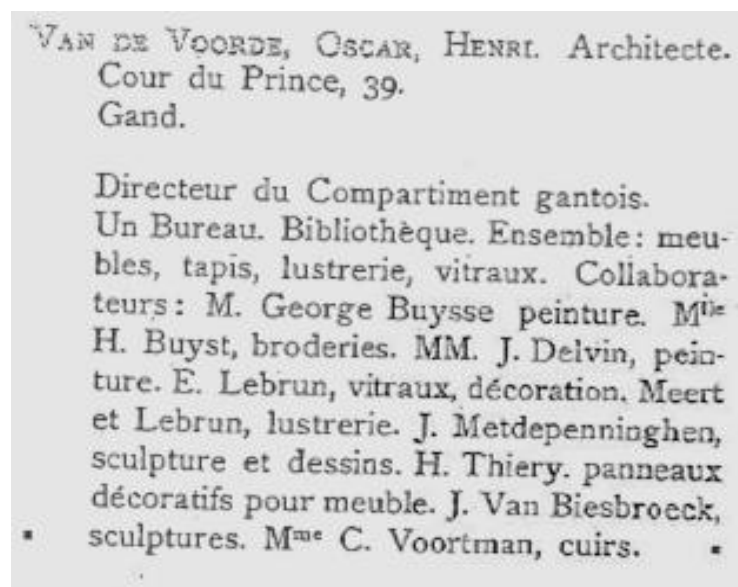 VAN DE VOORDE, OSCAR, HENRI. Architecte.
Cour du Prince, 39.
Gand.
Directeur du Compartiment gantois.
Un Bureau. Bibliothèque. Ensemble: meu-
bles, tapis, lustrerie, vitraux. Collabora-
teurs: M. George Buysse peinture. Mlle
H. Buyst, broderies. MM. J. Delvin, pein-
ture. E. Lebrun, vitraux, décoration. Meert
et Lebrun, lustrerie. J. Metdepenninghen,
sculpture et dessins. H. Thiery. panneaux
décoratifs pour meuble. J. Van Biesbroeck,
sculptures. Mme C. Voortman, cuirs.